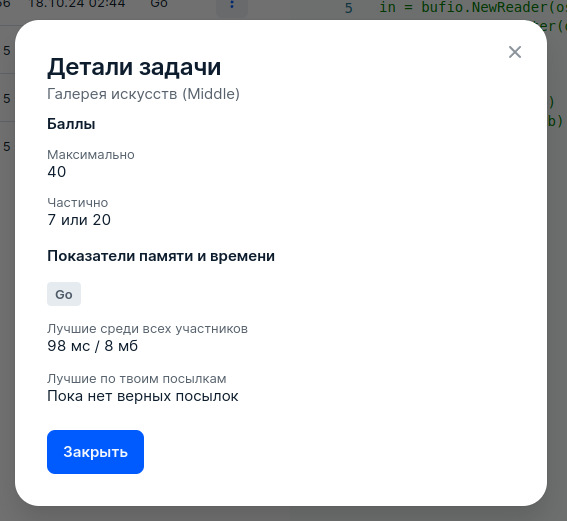 18.10.24 02:44 Go
5 in = bufio.NewReader(os
5
5
b)
5
Детали задачи
Галерея искусств (Middle)
Баллы
Максимально
40
Частично
7 или 20
Показатели памяти и времени
Go
Лучшие среди всех участников
98 мс / 8 мб
Лучшие по твоим посылкам
Пока нет верных посылок
Закрыть